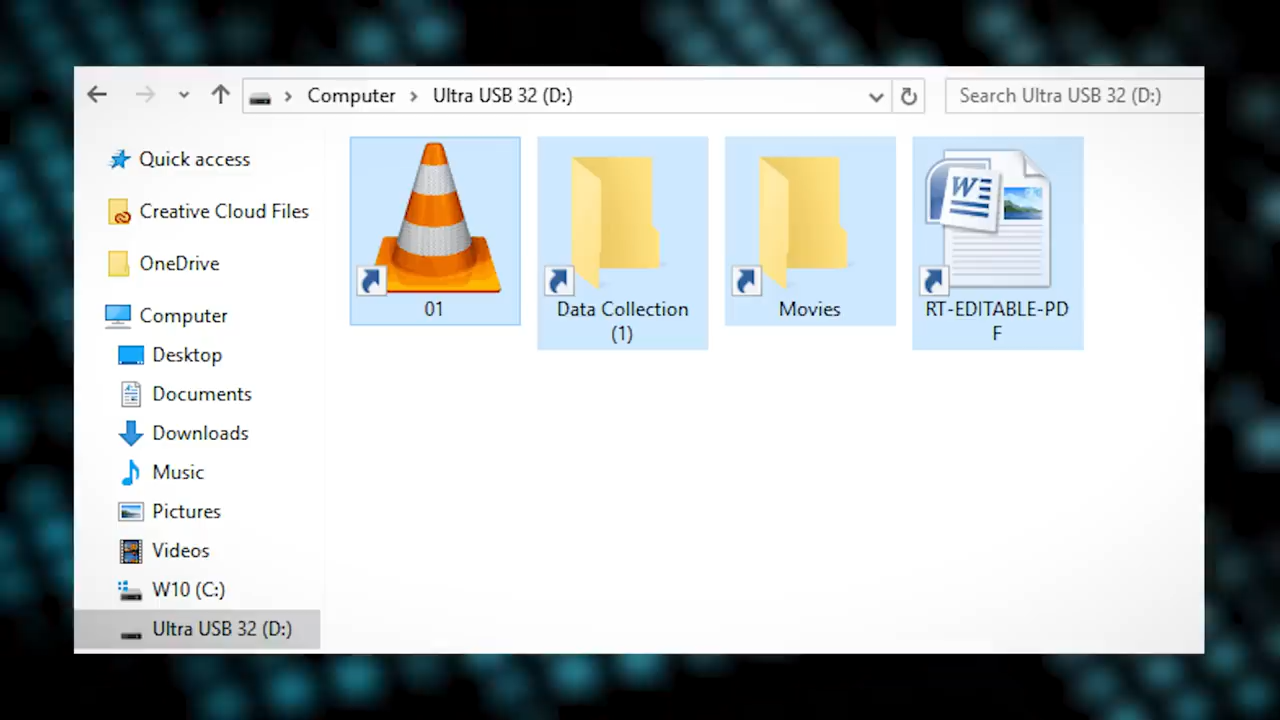 Computer
Ultra USB 32 (D:)
Search Ultra USB 32 (D:)
Quick access
Creative Cloud Files
OneDrive
Computer
Desktop
Documents
Downloads
Music
Pictures
Videos
W10 (C:)
Ultra USB 32 (D:)
01
Data Collection
(1)
Movies
W
RT-EDITABLE-PD
F